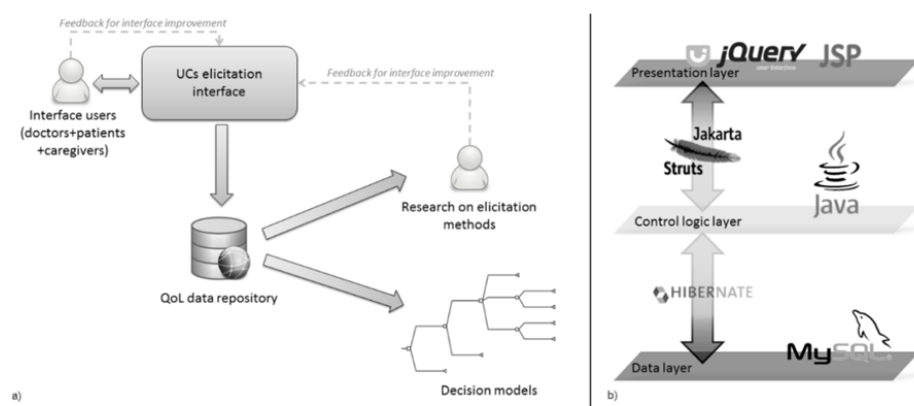 Feedback for interface improvement
UCs elicitation
interface
Feedback for interface improvement
Interface users
(doctors+patients
+caregivers)
Research on elicitation
methods
QoL data repository
Decision models
a)
jQuery
user interface
JSP
Presentation layer
Jakarta
Struts
Java
Control logic layer
HIBERNATE
MySQL
Data layer
b)